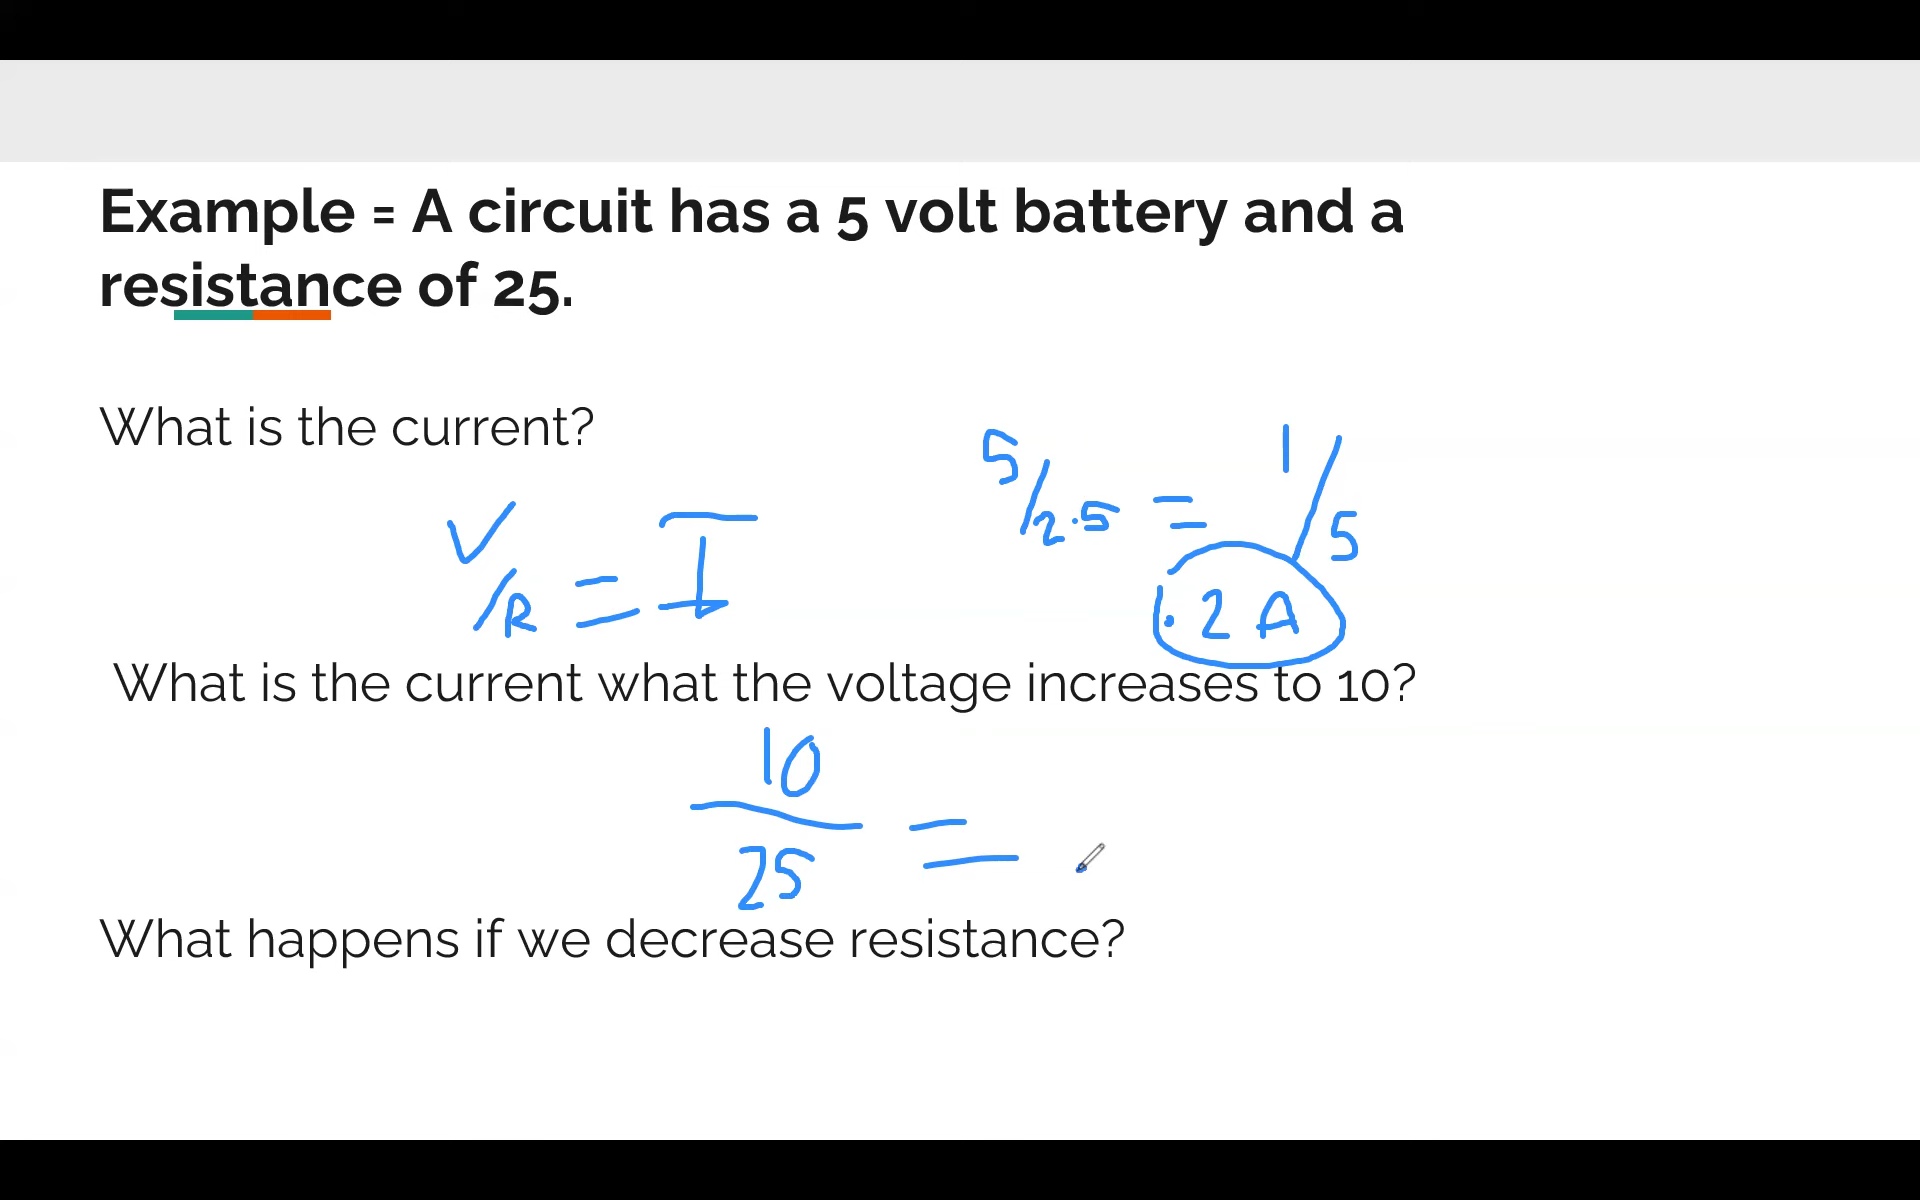 Example = A circuit has a 5 volt battery and a
resistance of 25.
What is the current?
V/R = I
5/2.5 = 1/5
.2 A
What is the current what the voltage increases to 10?
10
25 =
What happens if we decrease resistance?